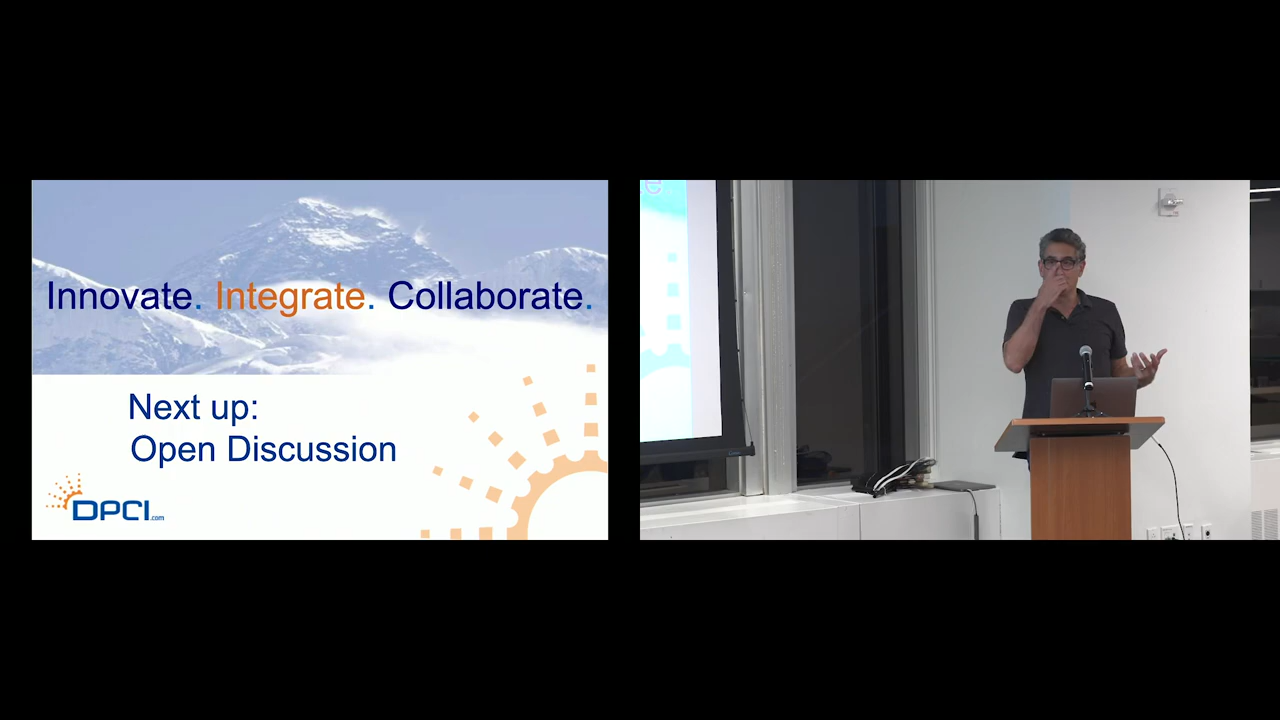 Innovate. Integrate. Collaborate.
Next up:
Open Discussion
DPCI.com